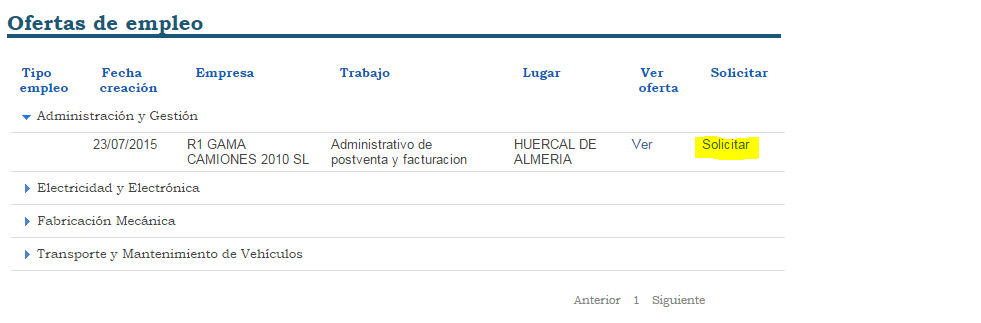 Ofertas de empleo
Tipo empleo Fecha creación Empresa Trabajo Lugar Ver oferta Solicitar
Administración y Gestión
23/07/2015 R1 GAMA CAMIONES 2010 SL Administrativo de postventa y facturacion HUERCAL DE ALMERIA Ver Solicitar
Electricidad y Electrónica
Fabricación Mecánica
Transporte y Mantenimiento de Vehículos
Anterior 1 Siguiente